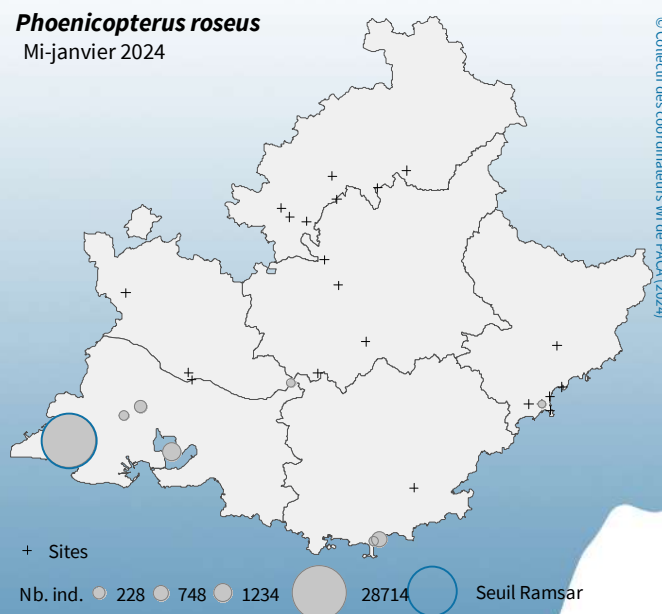 Phoenicopterus roseus
Mi-janvier 2024
© Collectif des coordinateurs WI de PACA (2024)
+ Sites
Nb. ind. 228 748 1234 28714 Seuil Ramsar